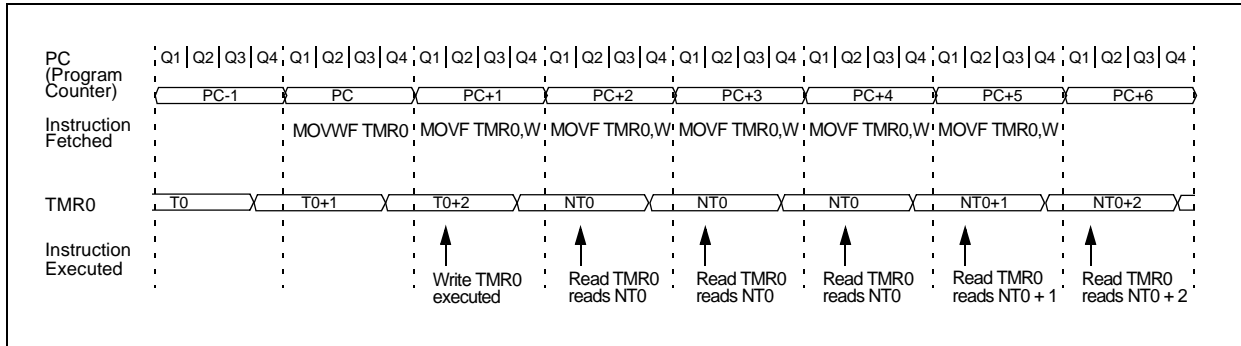 PC
(Program
Counter)
Q1 Q2 Q3 Q4 Q1 Q2 Q3 Q4 Q1 Q2 Q3 Q4 Q1 Q2 Q3 Q4 Q1 Q2 Q3 Q4 Q1 Q2 Q3 Q4 Q1 Q2 Q3 Q4 Q1 Q2 Q3 Q4
PC-1 PC PC+1 PC+2 PC+3 PC+4 PC+5 PC+6
Instruction
Fetched
MOVWF TMR0 MOVF TMR0,W MOVF TMR0,W MOVF TMR0,W MOVF TMR0,W MOVF TMR0,W
TMR0 T0 T0+1 T0+2 NT0 NT0 NT0 NT0+1 NT0+2
Instruction
Executed
Write TMR0
executed
Read TMR0
reads NT0
Read TMR0
reads NT0
Read TMR0
reads NT0
Read TMR0
reads NT0 + 1
Read TMR0
reads NT0 + 2